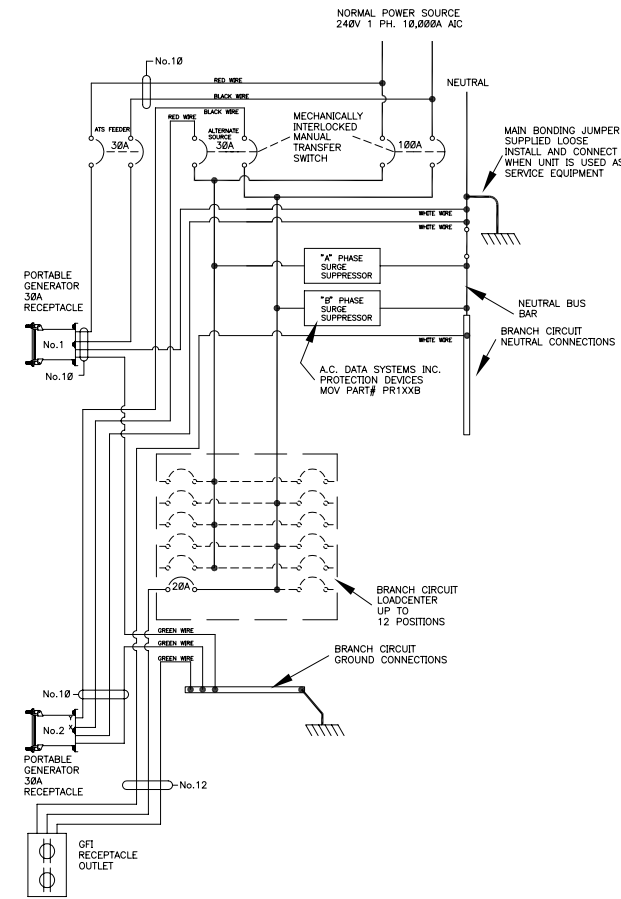 NORMAL POWER SOURCE
240V 1 PH. 10,000A AIC
No.10
RED WIRE
NEUTRAL
BLACK WIRE
BLACK WIRE
RED WIRE
ATS FEEDER
30A
ALTERNATE
SOURCE
30A
MECHANICALLY
INTERLOCKED
MANUAL
TRANSFER
SWITCH
100A
MAIN BONDING JUMPER
SUPPLIED LOOSE
INSTALL AND CONNECT
WHEN UNIT IS USED AS
SERVICE EQUIPMENT
WHITE WIRE
WHITE WIRE
"A" PHASE
SURGE
SUPPRESSOR
"B" PHASE
SURGE
SUPPRESSOR
PORTABLE
GENERATOR
30A
RECEPTACLE
No.1
No.10
NEUTRAL BUS
BAR
BRANCH CIRCUIT
NEUTRAL CONNECTIONS
WHITE WIRE
A.C. DATA SYSTEMS INC.
PROTECTION DEVICES
MOV PART# PR1XXB
20A
BRANCH CIRCUIT
LOADCENTER
UP TO
12 POSITIONS
GREEN WIRE
GREEN WIRE
GREEN WIRE
BRANCH CIRCUIT
GROUND CONNECTIONS
No.10
Y
No.2
X
PORTABLE
GENERATOR
30A
RECEPTACLE
No.12
GFI
RECEPTACLE
OUTLET